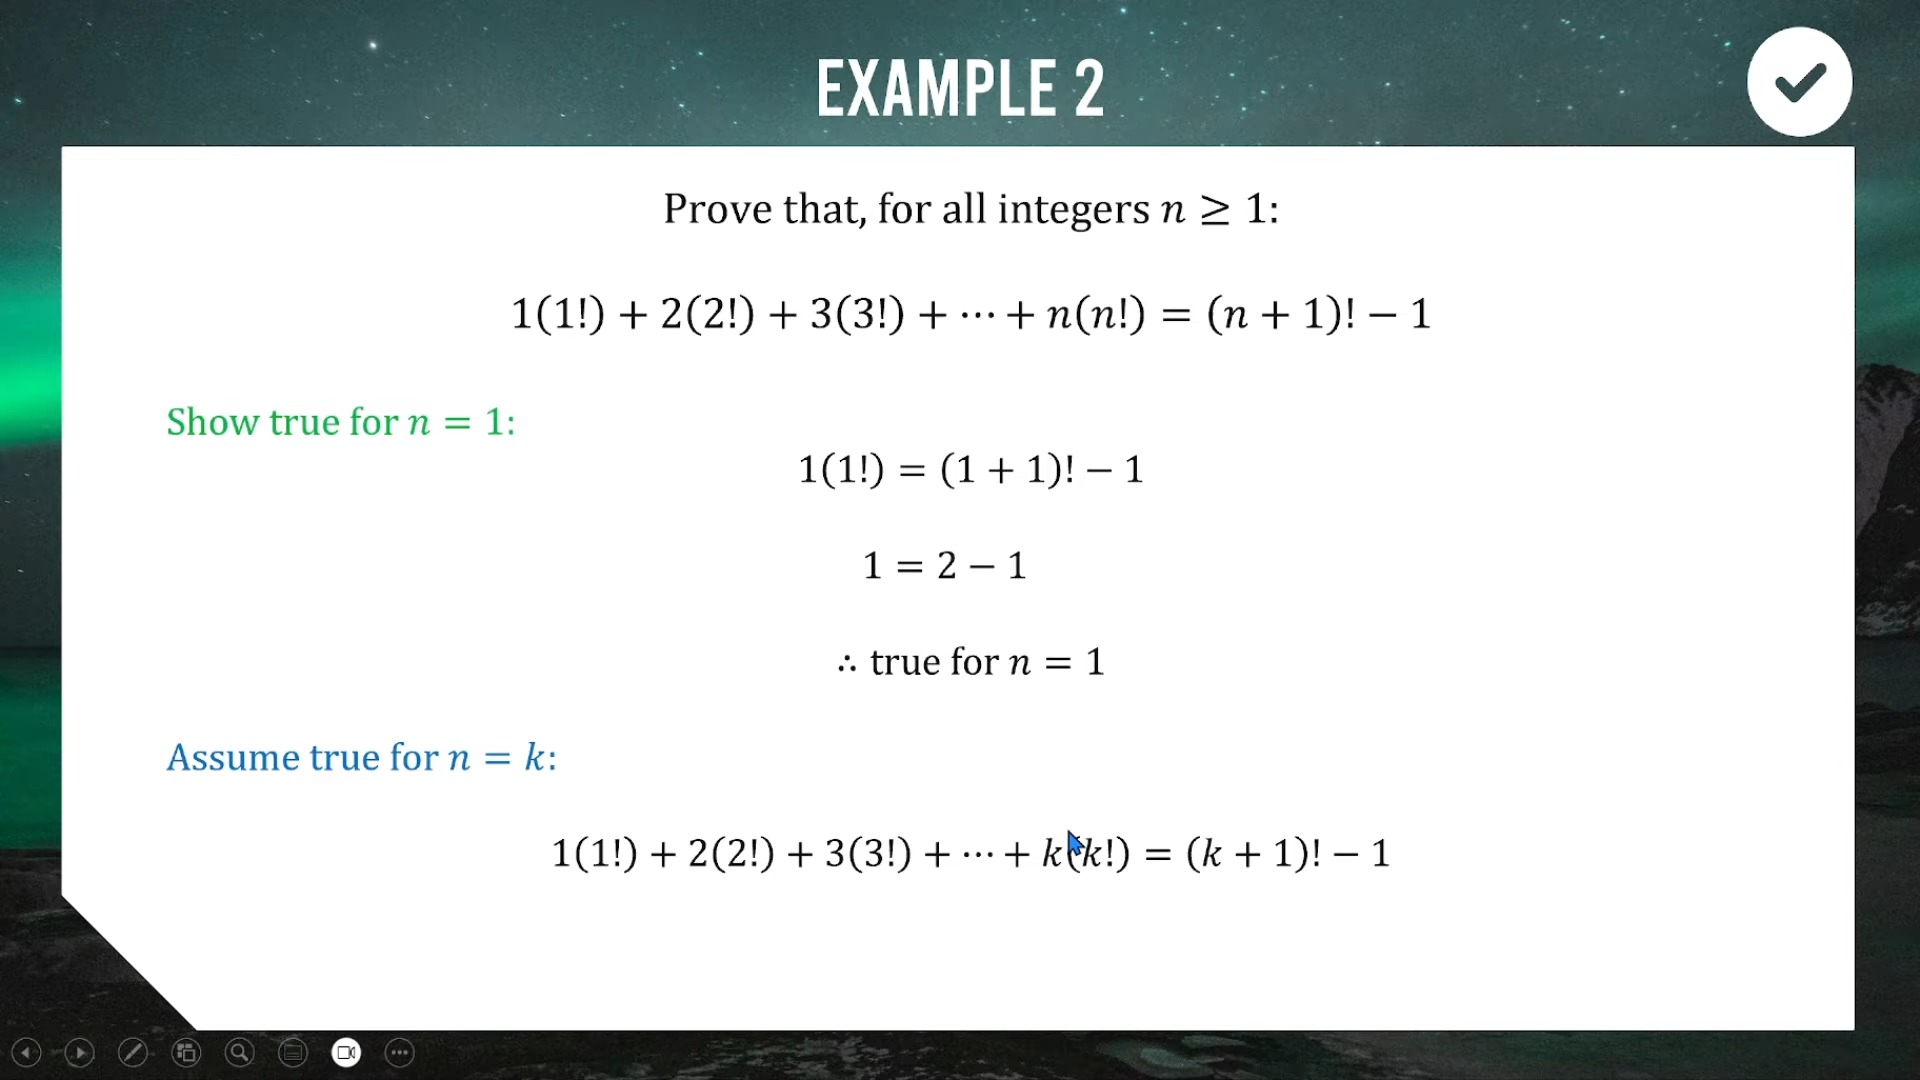 EXAMPLE 2
Prove that, for all integers n ≥ 1:
1(1!) + 2(2!) + 3(3!) + ⋯ + n(n!) = (n + 1)! − 1
Show true for n = 1:
1(1!) = (1 + 1)! − 1
1 = 2 − 1
∴ true for n = 1
Assume true for n = k:
1(1!) + 2(2!) + 3(3!) + ⋯ + k(k!) = (k + 1)! − 1